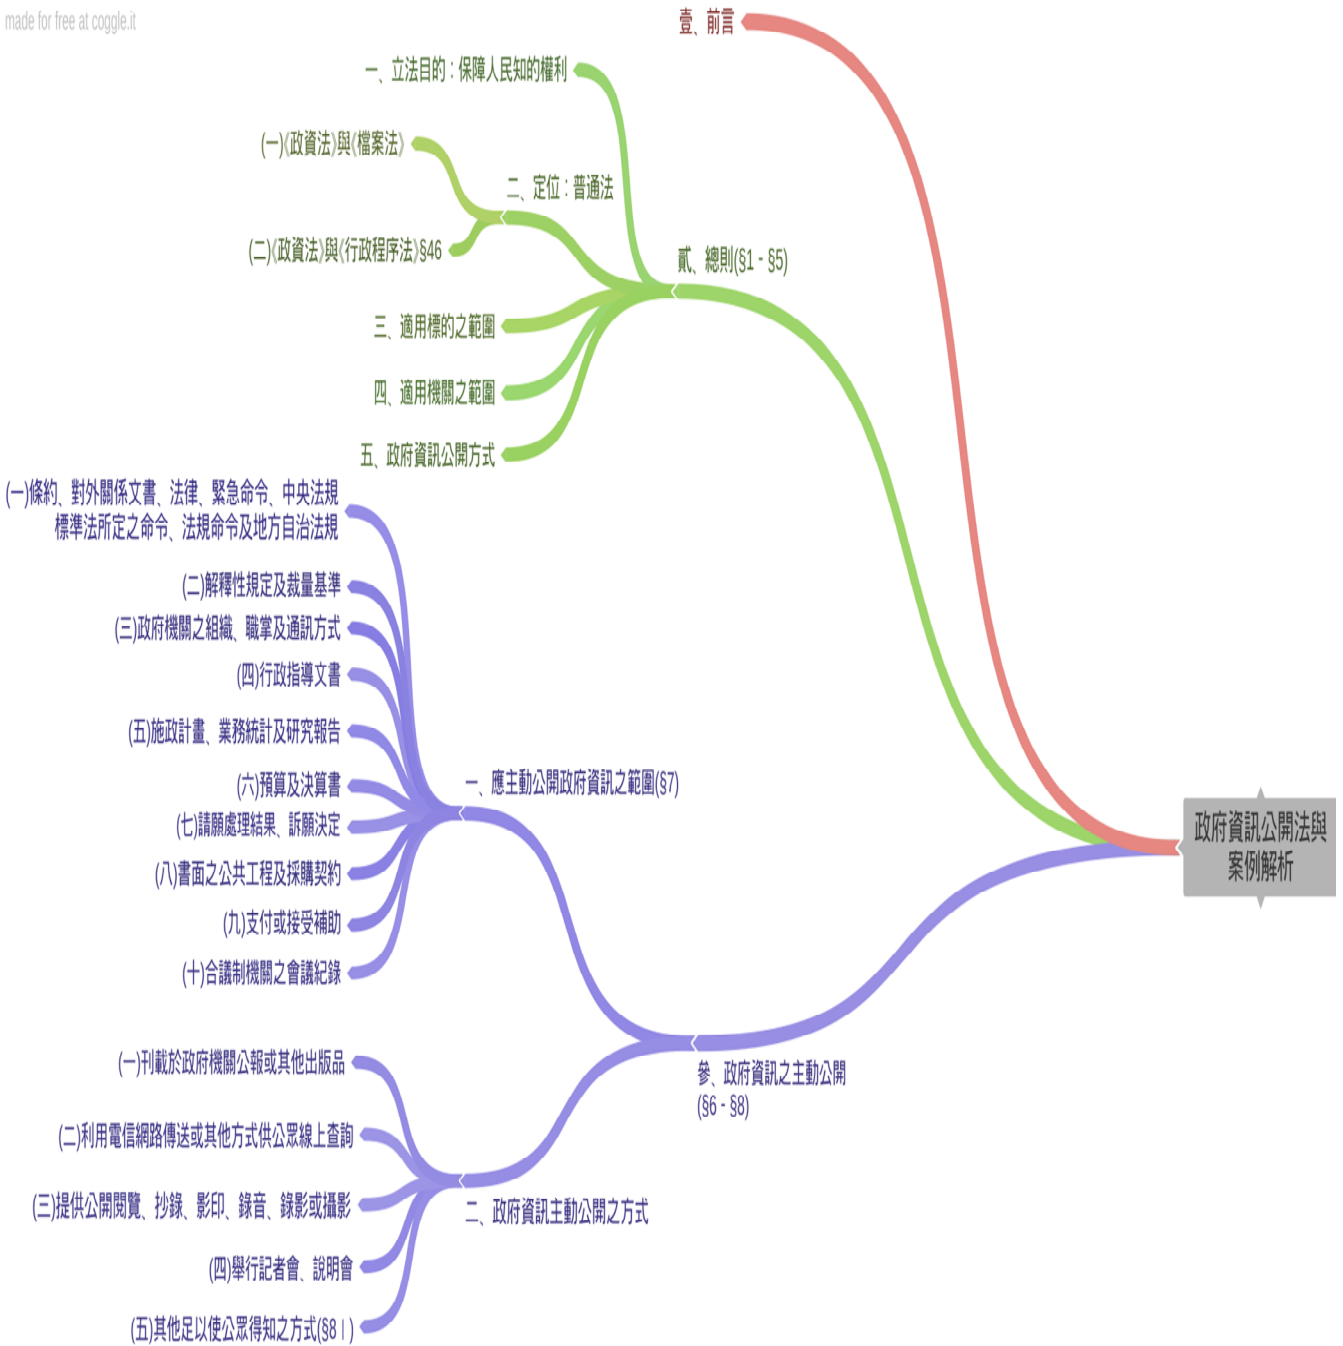 made for free at coggle.it
壹、前言
一、立法目的：保障人民知的權利
(一)《政資法》與《檔案法》
二、定位：普通法
(二)《政資法》與《行政程序法》§46
貳、總則(§1 - §5)
三、適用標的之範圍
四、適用機關之範圍
五、政府資訊公開方式
(一)條約、對外關係文書、法律、緊急命令、中央法規
標準法所定之命令、法規命令及地方自治法規
(二)解釋性規定及裁量基準
(三)政府機關之組織、職掌及通訊方式
(四)行政指導文書
(五)施政計畫、業務統計及研究報告
一、應主動公開政府資訊之範圍(§7)
(六)預算及決算書
(七)請願處理結果、訴願決定
(八)書面之公共工程及採購契約
(九)支付或接受補助
(十)合議制機關之會議紀錄
政府資訊公開法與
案例解析
(一)刊載於政府機關公報或其他出版品
參、政府資訊之主動公開
(§6 - §8)
(二)利用電信網路傳送或其他方式供公眾線上查詢
(三)提供公開閱覽、抄錄、影印、錄音、錄影或攝影
二、政府資訊主動公開之方式
(四)舉行記者會、說明會
(五)其他足以使公眾得知之方式(§8 I )